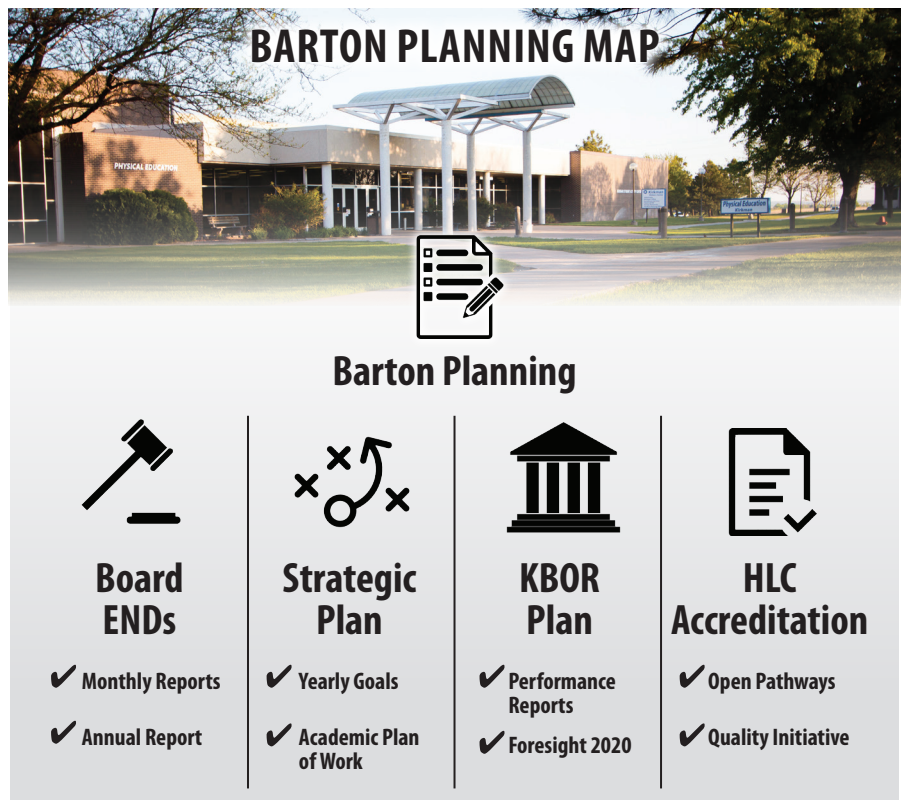 BARTON PLANNING MAP
PHYSICAL EDUCATION
Physical Education
Barton Planning
Board
ENDs
✔ Monthly Reports
✔ Annual Report
Strategic
Plan
✔ Yearly Goals
✔ Academic Plan
of Work
KBOR
Plan
✔ Performance
Reports
✔ Foresight 2020
HLC
Accreditation
✔ Open Pathways
✔ Quality Initiative